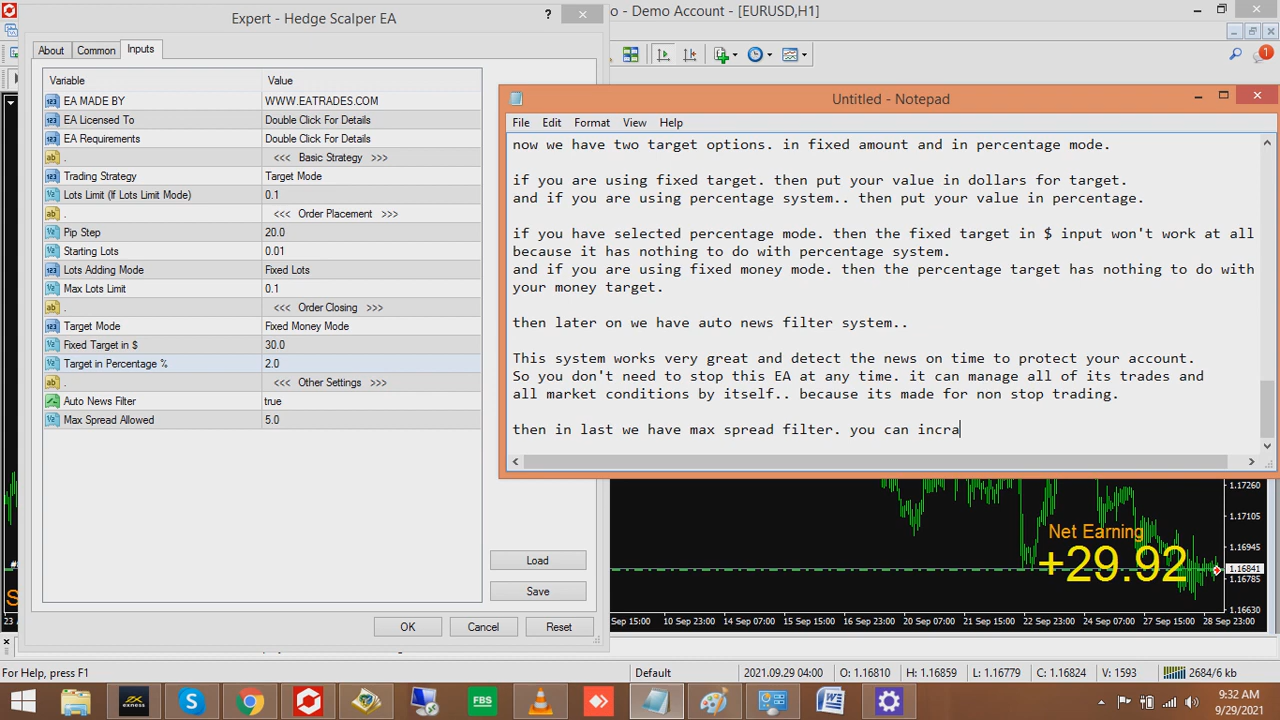 Expert - Hedge Scalper EA
? ×
o - Demo Account - [EURUSD,H1]
About
Common
Inputs
Variable Value
EA MADE BY WWW.EATRADES.COM
EA Licensed To Double Click For Details
EA Requirements Double Click For Details
. <<< Basic Strategy >>>
Trading Strategy Target Mode
Lots Limit (If Lots Limit Mode) 0.1
. <<< Order Placement >>>
Pip Step 20.0
Starting Lots 0.01
Lots Adding Mode Fixed Lots
Max Lots Limit 0.1
. <<< Order Closing >>>
Target Mode Fixed Money Mode
Fixed Target in $ 30.0
Target in Percentage % 2.0
. <<< Other Settings >>>
Auto News Filter true
Max Spread Allowed 5.0
Load
Save
OK
Cancel
Reset
Untitled - Notepad
File Edit Format View Help
now we have two target options. in fixed amount and in percentage mode.
if you are using fixed target. then put your value in dollars for target.
and if you are using percentage system.. then put your value in percentage.
if you have selected percentage mode. then the fixed target in $ input won't work at all
because it has nothing to do with percentage system.
and if you are using fixed money mode. then the percentage target has nothing to do with
your money target.
then later on we have auto news filter system..
This system works very great and detect the news on time to protect your account.
So you don't need to stop this EA at any time. it can manage all of its trades and
all market conditions by itself.. because its made for non stop trading.
then in last we have max spread filter. you can incra
1.17260
1.17105
1.16945
1.16841
1.16785
1.16630
Net Earning
+29.92
23
Sep 15:00 10 Sep 23:00 14 Sep 07:00 15 Sep 15:00 16 Sep 23:00 20 Sep 07:00 21 Sep 15:00 22 Sep 23:00 24 Sep 07:00 27 Sep 15:00 28 Sep 23:00
For Help, press F1
Default
2021.09.29 04:00
O: 1.16810
H: 1.16859
L: 1.16779
C: 1.16824
V: 1593
2684/6 kb
exness
S
FBS
9:32 AM
9/29/2021